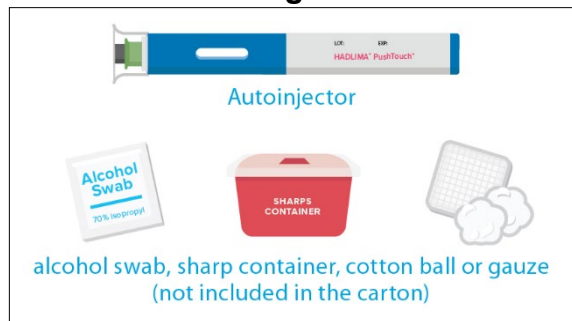 LOT: EXP:
HADLIMA® PushTouch®
Autoinjector
Alcohol
Swab
70% isopropyl
SHARPS
CONTAINER
alcohol swab, sharp container, cotton ball or gauze
(not included in the carton)